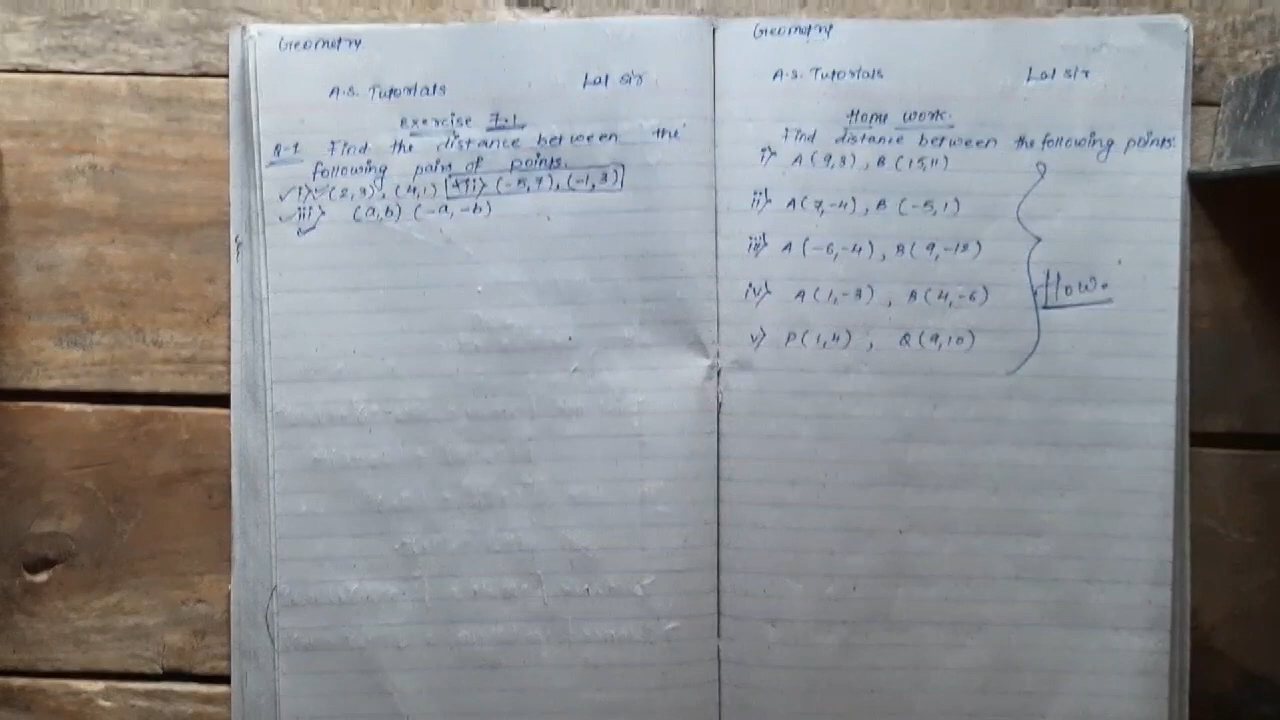 Geometry
A.S. Tutorials Lal sir
Exercise 7.1
Q-1 Find the distance between the
following pair of points.
i> (2,3), (4,1) ii> (-5,7), (-1,3)
iii> (a,b) (-a,-b)
Geometry
A.S. Tutorials Lal sir
Home work.
Find distance between the following points.
i> A(9,3), B(15,11)
ii> A(7,-4), B(-5,1)
iii> A(-6,-4), B(9,-12)
iv> A(1,-3), B(4,-6)
v> P(1,4), Q(9,10)
How.